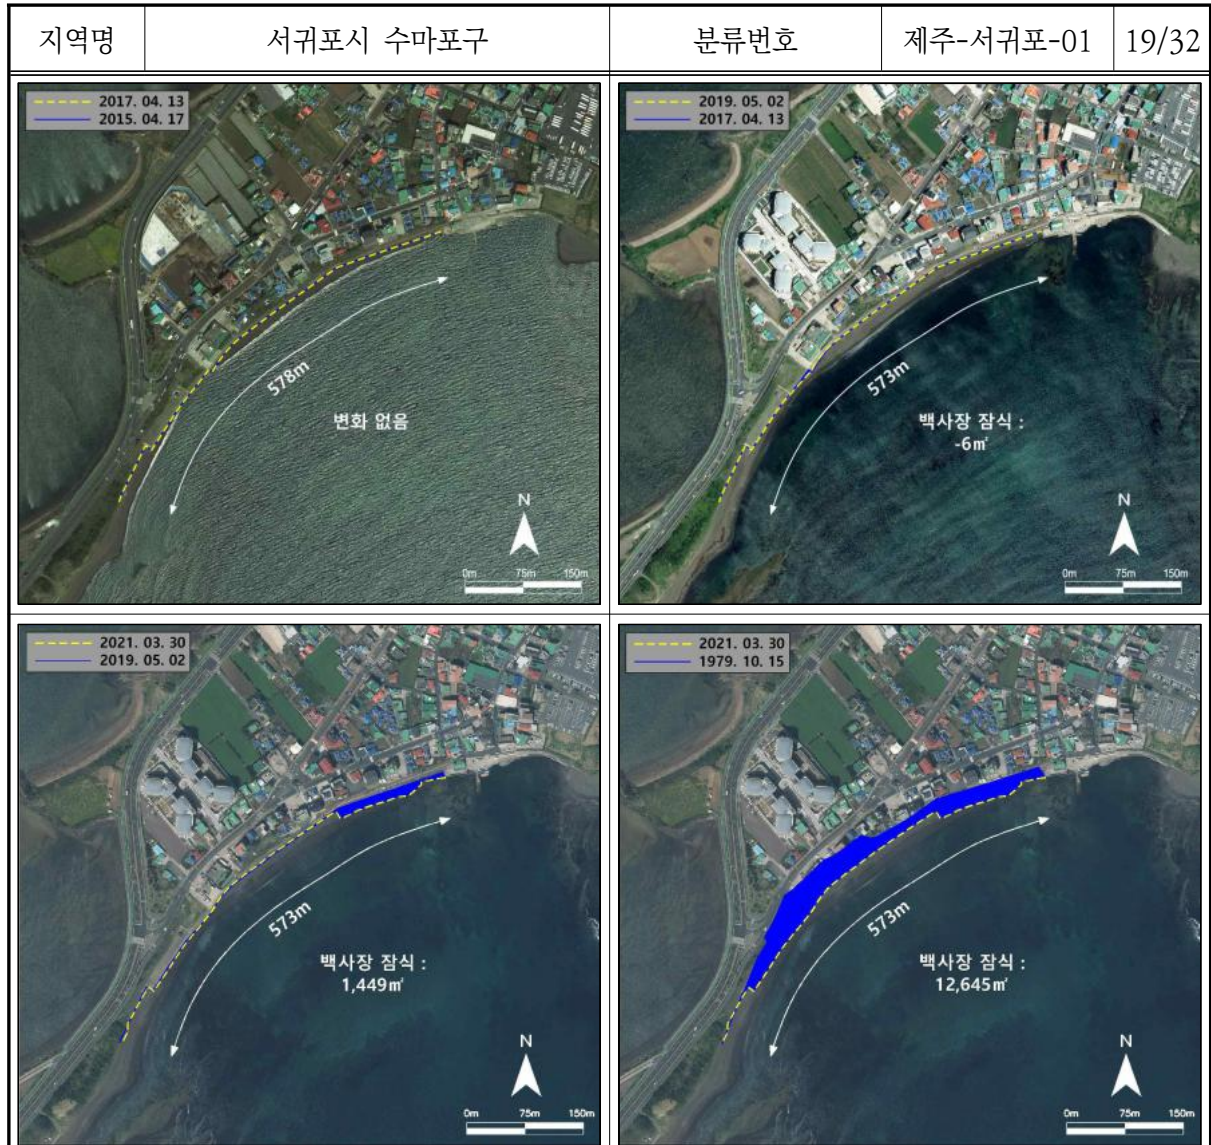 지역명 서귀포시 수마포구 분류번호 제주-서귀포-01 19/32
2017. 04. 13
2015. 04. 17
578m
변화 없음
N
0m 75m 150m
2019. 05. 02
2017. 04. 13
573m
백사장 잠식 :
-6㎡
N
0m 75m 150m
2021. 03. 30
2019. 05. 02
573m
백사장 잠식 :
1,449㎡
N
0m 75m 150m
2021. 03. 30
1979. 10. 15
573m
백사장 잠식 :
12,645㎡
N
0m 75m 150m